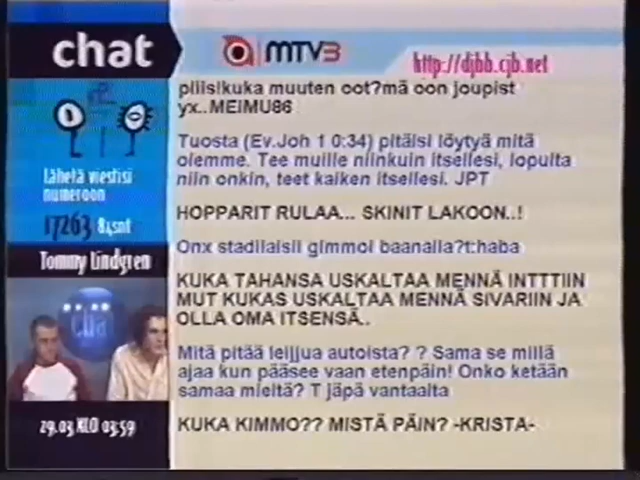 chat
MTV3
http://djbb.cjb.net
piisikuka muuten oot?mä oon joupist
yx..MEIMU86
Tuosta (Ev.Joh 1 0:34) pitäisi löytyä mitä
olemme. Tee muille niinkuin itsellesi, lopulta
niin onkin, teet kaiken itsellesi. JPT
HOPPARIT RULAA... SKINIT LAKOON..!
Onx stadilaisii gimmoi baanalla?t:haba
KUKA TAHANSA USKALTAA MENNÄ INTTTIIN
MUT KUKAS USKALTAA MENNÄ SIVARIIN JA
OLLA OMA ITSENSÄ..
Mitä pitää leijjua autoista? ? Sama se millä
ajaa kun pääsee vaan etenpäin! Onko ketään
samaa mieltä? T jäpä vantaalta
KUKA KIMMO?? MISTÄ PÄIN? -KRISTA-
Lähetä viestisi
numeroon
17263 84snt
Tommy Lindgren
29.03 KLO 03:59